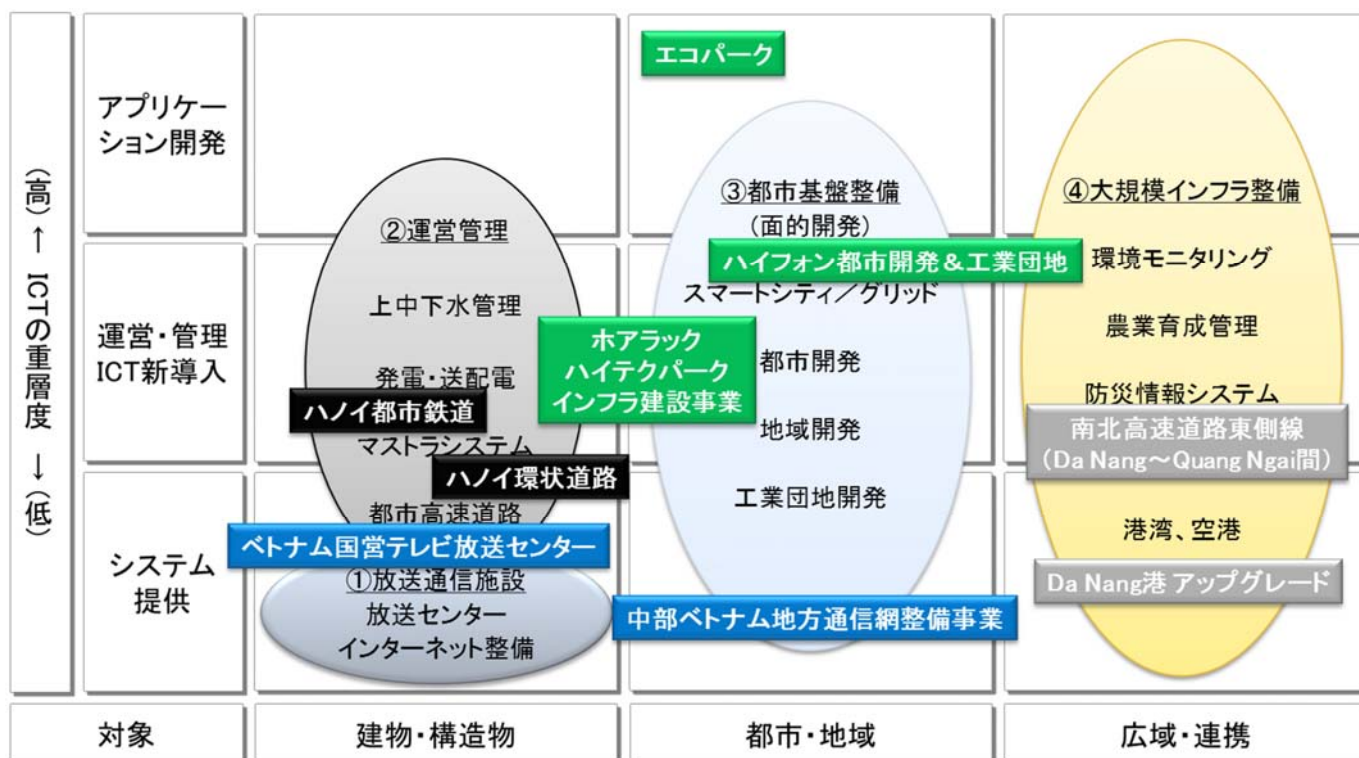 (高)↑ ICTの重層度 ↓(低)
アプリケー
ション開発
運営・管理
ICT新導入
システム
提供
対象
建物・構造物
都市・地域
広域・連携
②運営管理
上中下水管理
発電・送配電
ハノイ都市鉄道
マストラシステム
ハノイ環状道路
都市高速道路
ベトナム国営テレビ放送センター
①放送通信施設
放送センター
インターネット整備
エコパーク
③都市基盤整備
(面的開発)
ハイフォン都市開発&工業団地
スマートシティ/グリッド
ホアラック
ハイテクパーク
インフラ建設事業
都市開発
地域開発
工業団地開発
中部ベトナム地方通信網整備事業
④大規模インフラ整備
環境モニタリング
農業育成管理
防災情報システム
南北高速道路東側線
(Da Nang~Quang Ngai間)
港湾、空港
Da Nang港 アップグレード